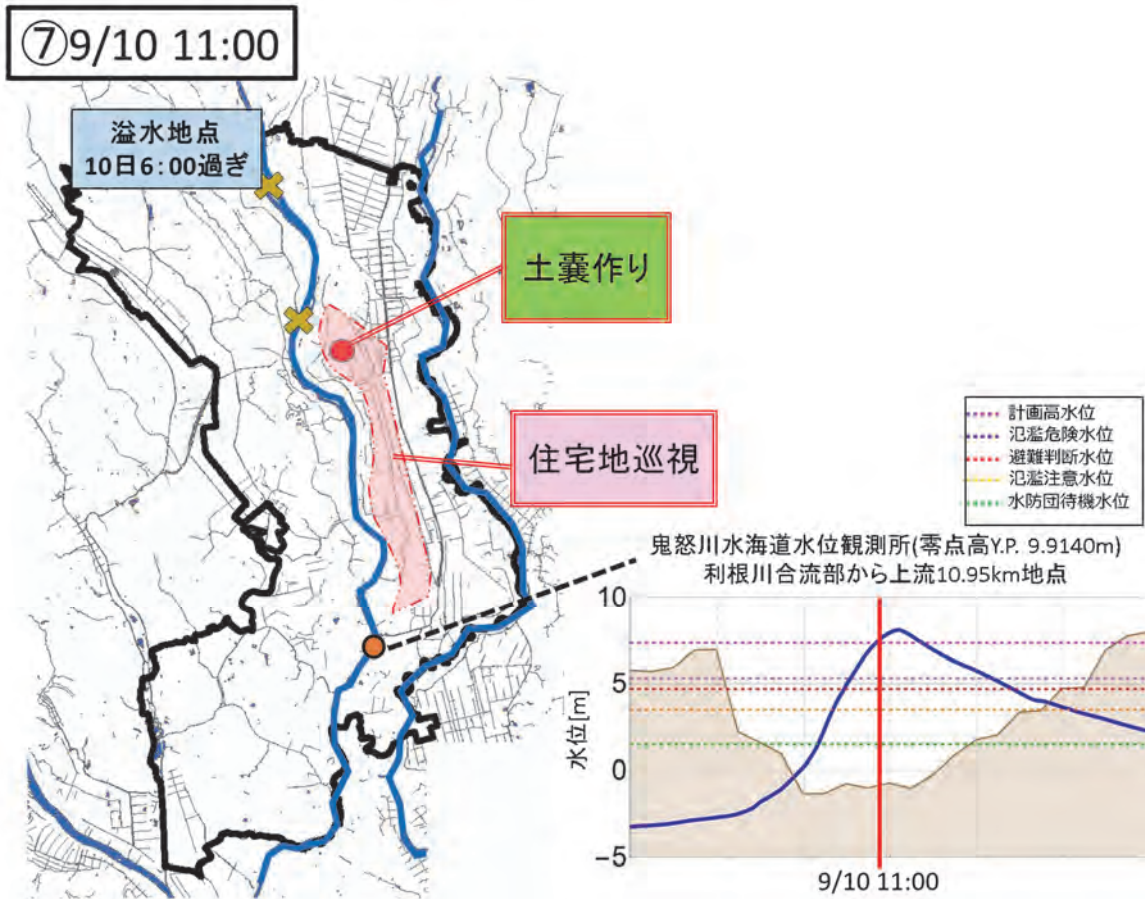 ⑦9/10 11:00
溢水地点
10日6:00過ぎ
土嚢作り
住宅地巡視
計画高水位
氾濫危険水位
避難判断水位
氾濫注意水位
水防団待機水位
鬼怒川水海道水位観測所(零点高Y.P. 9.9140m)
利根川合流部から上流10.95km地点
10
5
0
−5
水位[m]
9/10 11:00